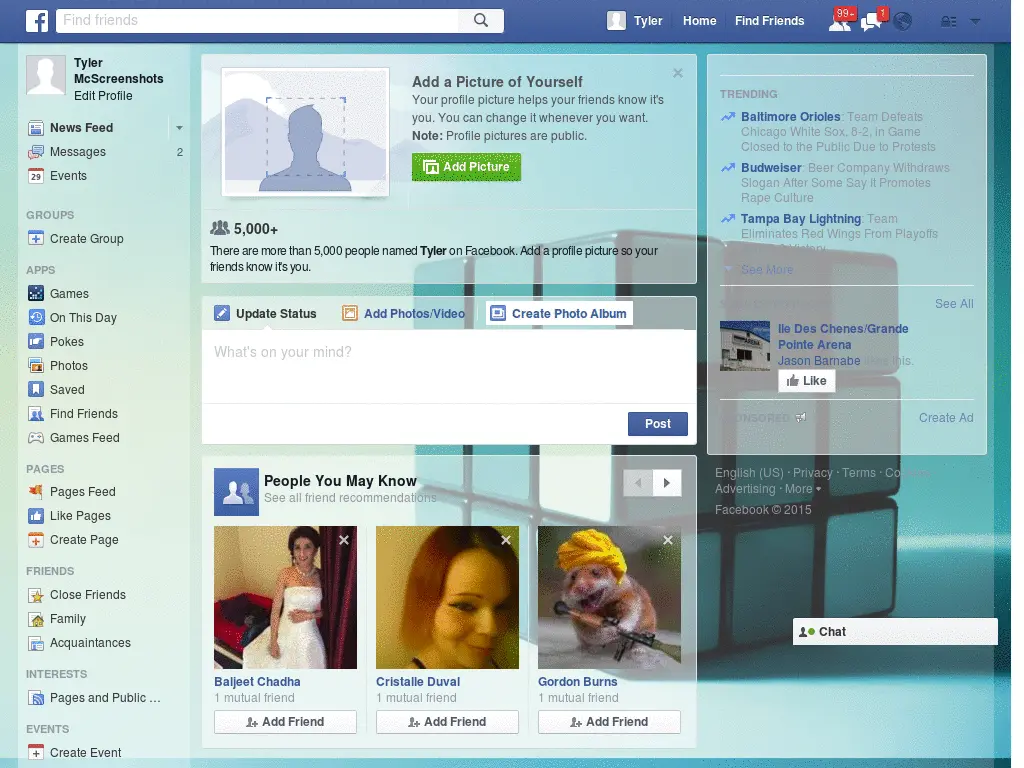 Find friends
Tyler
Home
Find Friends
99+
1
Tyler
McScreenshots
Edit Profile
News Feed
Messages
2
29
Events
GROUPS
Create Group
APPS
Games
On This Day
Pokes
Photos
Saved
Find Friends
Games Feed
PAGES
Pages Feed
Like Pages
Create Page
FRIENDS
Close Friends
Family
Acquaintances
INTERESTS
Pages and Public ...
EVENTS
Create Event
Add a Picture of Yourself
Your profile picture helps your friends know it's
you. You can change it whenever you want.
Note: Profile pictures are public.
Add Picture
5,000+
There are more than 5,000 people named Tyler on Facebook. Add a profile picture so your
friends know it's you.
Update Status
Add Photos/Video
Create Photo Album
What's on your mind?
Post
People You May Know
See all friend recommendations
Baljeet Chadha
1 mutual friend
Add Friend
Cristalle Duval
1 mutual friend
Add Friend
Gordon Burns
1 mutual friend
Add Friend
TRENDING
Baltimore Orioles: Team Defeats
Chicago White Sox, 8-2, in Game
Closed to the Public Due to Protests
Budweiser: Beer Company Withdraws
Slogan After Some Say It Promotes
Rape Culture
Tampa Bay Lightning: Team
Eliminates Red Wings From Playoffs
See More
See All
Ile Des Chenes/Grande
Pointe Arena
Jason Barnabe likes this.
Like
SPONSORED
Create Ad
English (US) · Privacy · Terms ·
Advertising · More
Facebook © 2015
Chat